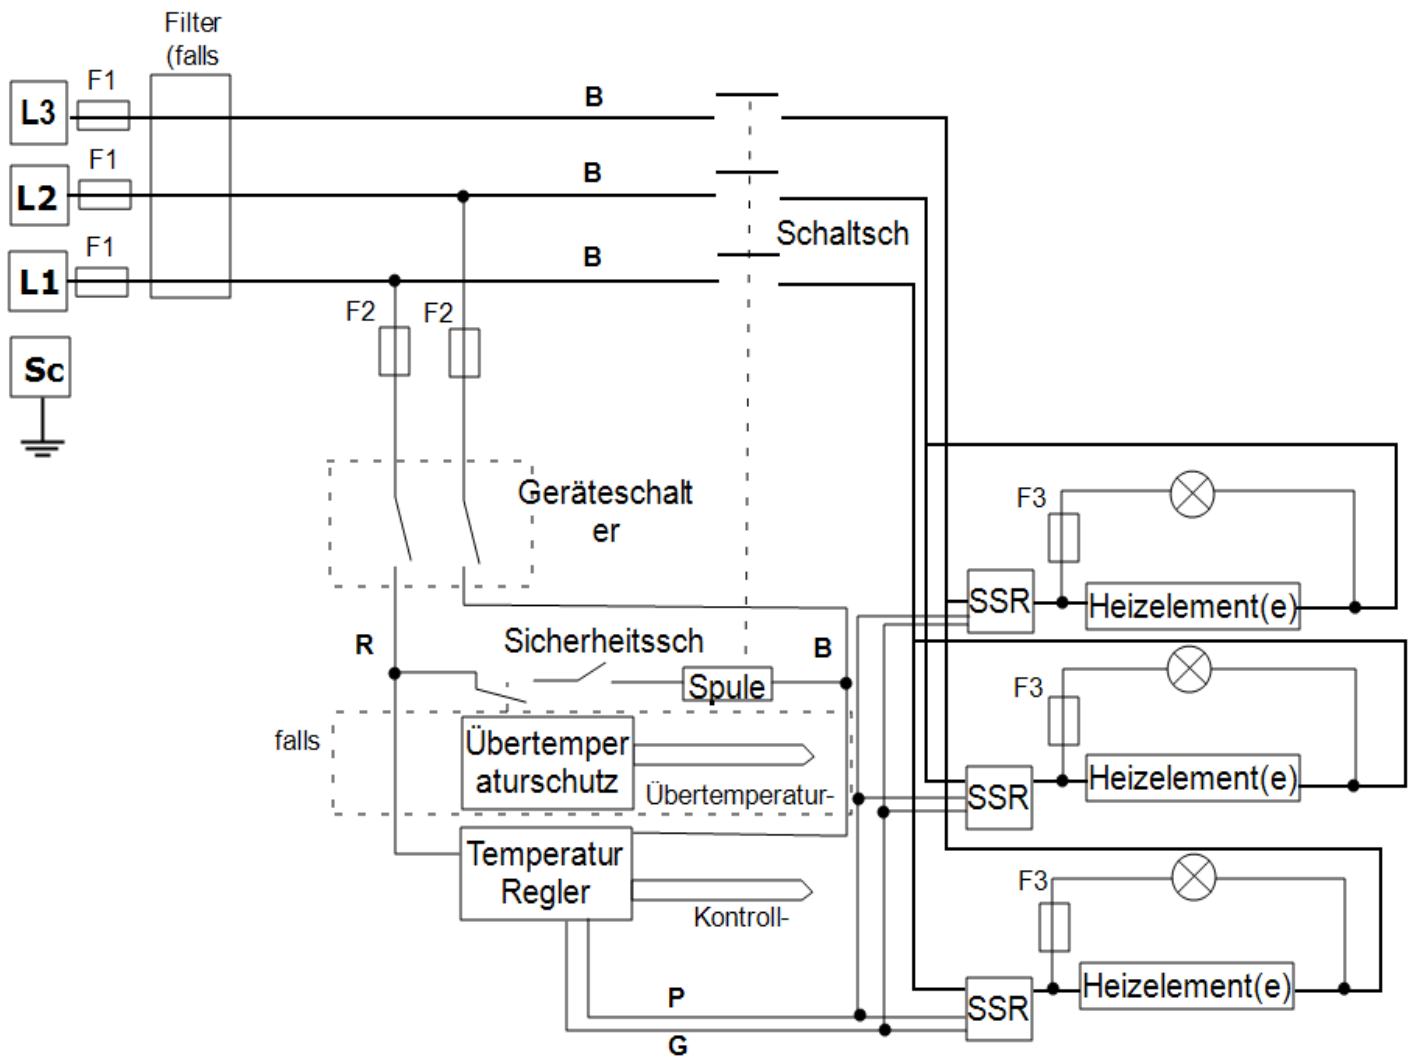 Filter
(falls
F1
L3
B
F1
L2
B
Schaltsch
F1
L1
B
F2
F2
Sc
Geräteschalt
er
F3
SSR
Heizelement(e)
R
Sicherheitssch
B
Spule
F3
falls
Übertemper
aturschutz
Übertemperatur-
SSR
Heizelement(e)
Temperatur
Regler
Kontroll-
F3
P
G
SSR
Heizelement(e)